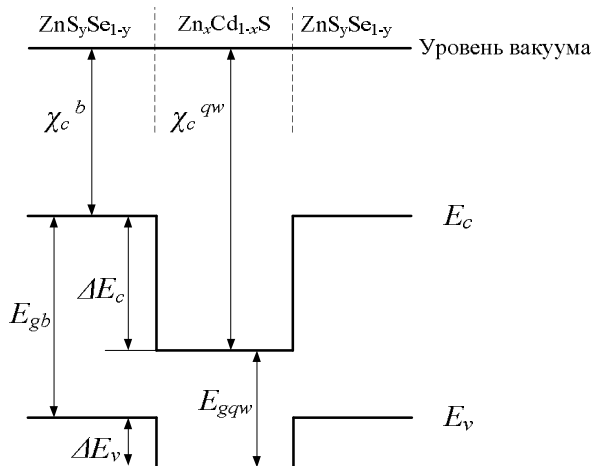 ZnSySe1-y ZnxCd1-xS ZnSySe1-y
Уровень вакуума
χc b χc qw
Ec
ΔEc
Egb
Egqw
Ev
ΔEv